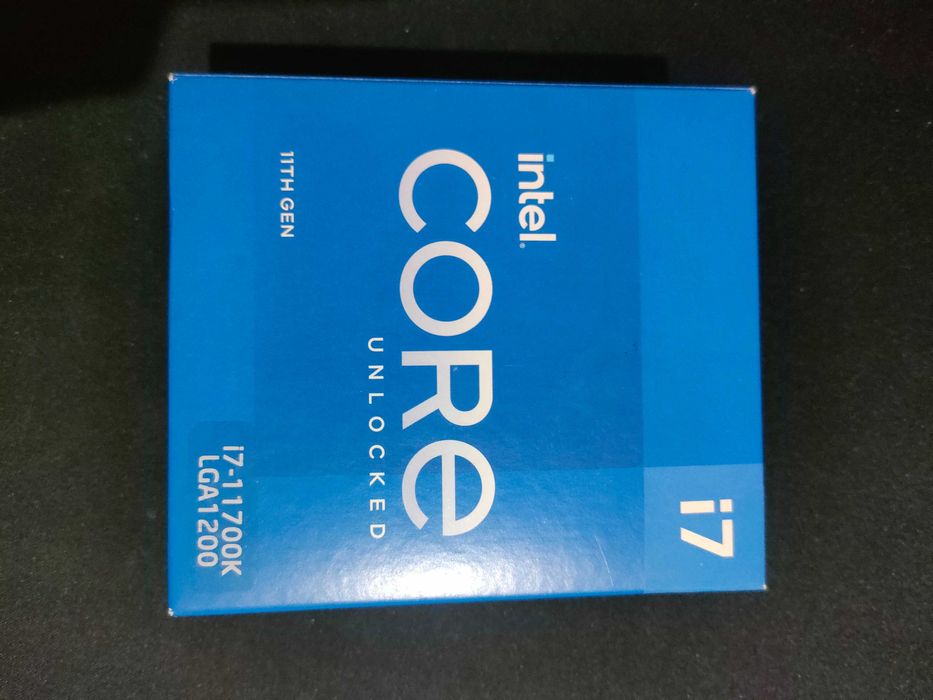 i7
intel.
CORe
UNLOCKED
11TH GEN
i7-11700K
LGA1200